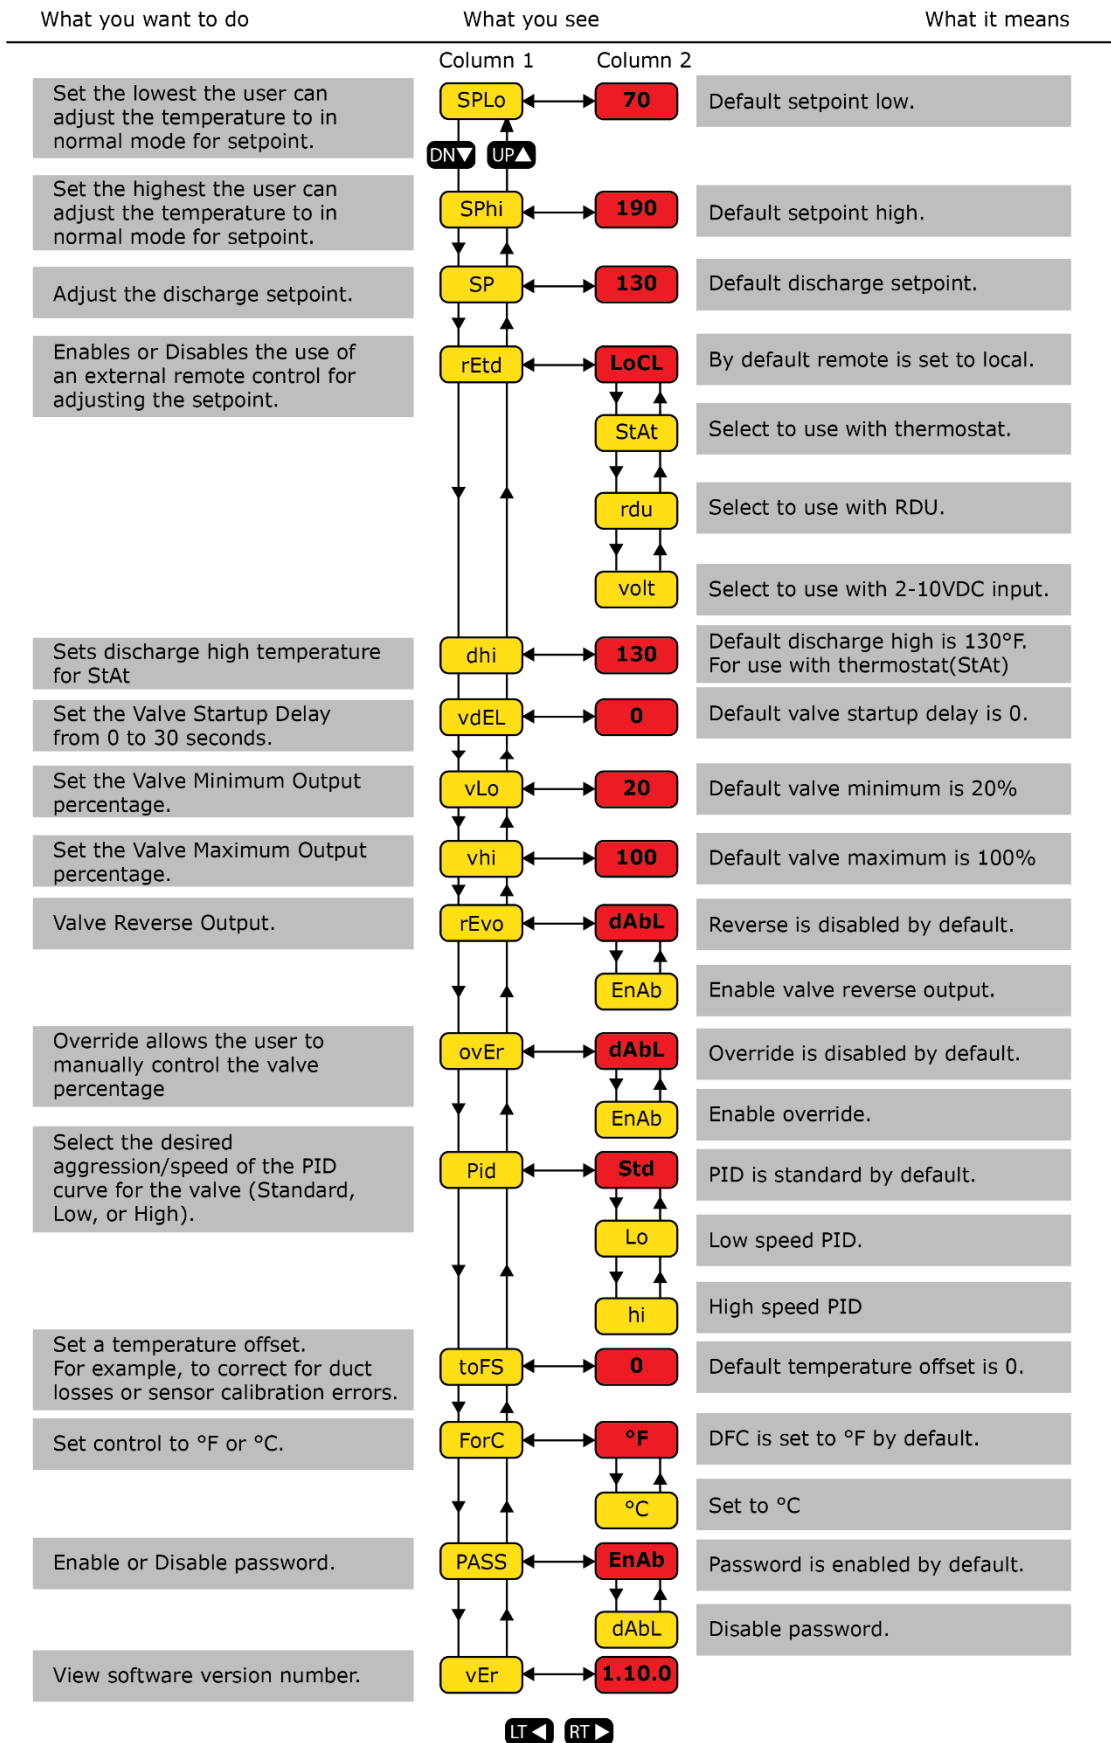 What you want to do
What you see
What it means
Column 1
Column 2
Set the lowest the user can
adjust the temperature to in
normal mode for setpoint.
SPLo
70
Default setpoint low.
DN▼
UP▲
Set the highest the user can
adjust the temperature to in
normal mode for setpoint.
SPhi
190
Default setpoint high.
Adjust the discharge setpoint.
SP
130
Default discharge setpoint.
Enables or Disables the use of
an external remote control for
adjusting the setpoint.
rEtd
LoCL
By default remote is set to local.
StAt
Select to use with thermostat.
rdu
Select to use with RDU.
volt
Select to use with 2-10VDC input.
Sets discharge high temperature
for StAt
dhi
130
Default discharge high is 130°F.
For use with thermostat(StAt)
Set the Valve Startup Delay
from 0 to 30 seconds.
vdEL
0
Default valve startup delay is 0.
Set the Valve Minimum Output
percentage.
vLo
20
Default valve minimum is 20%
Set the Valve Maximum Output
percentage.
vhi
100
Default valve maximum is 100%
Valve Reverse Output.
rEvo
dAbL
Reverse is disabled by default.
EnAb
Enable valve reverse output.
Override allows the user to
manually control the valve
percentage
ovEr
dAbL
Override is disabled by default.
EnAb
Enable override.
Select the desired
aggression/speed of the PID
curve for the valve (Standard,
Low, or High).
Pid
Std
PID is standard by default.
Lo
Low speed PID.
hi
High speed PID
Set a temperature offset.
For example, to correct for duct
losses or sensor calibration errors.
toFS
0
Default temperature offset is 0.
Set control to °F or °C.
ForC
°F
DFC is set to °F by default.
°C
Set to °C
Enable or Disable password.
PASS
EnAb
Password is enabled by default.
dAbL
Disable password.
View software version number.
vEr
1.10.0
LT◀
RT▶